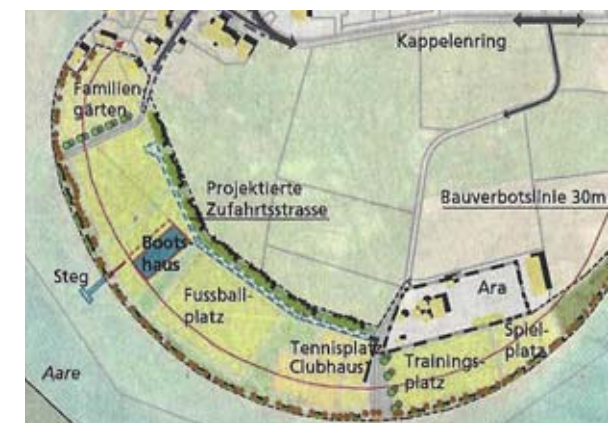 Kappelenring
Familien-
gärten
Projektierte
Zufahrtsstrasse
Bauverbotslinie 30m
Boots-
haus
Steg
Fussball-
platz
Ara
Aare
Tennisplatz
Clubhaus
Trainings-
platz
Spiel-
platz